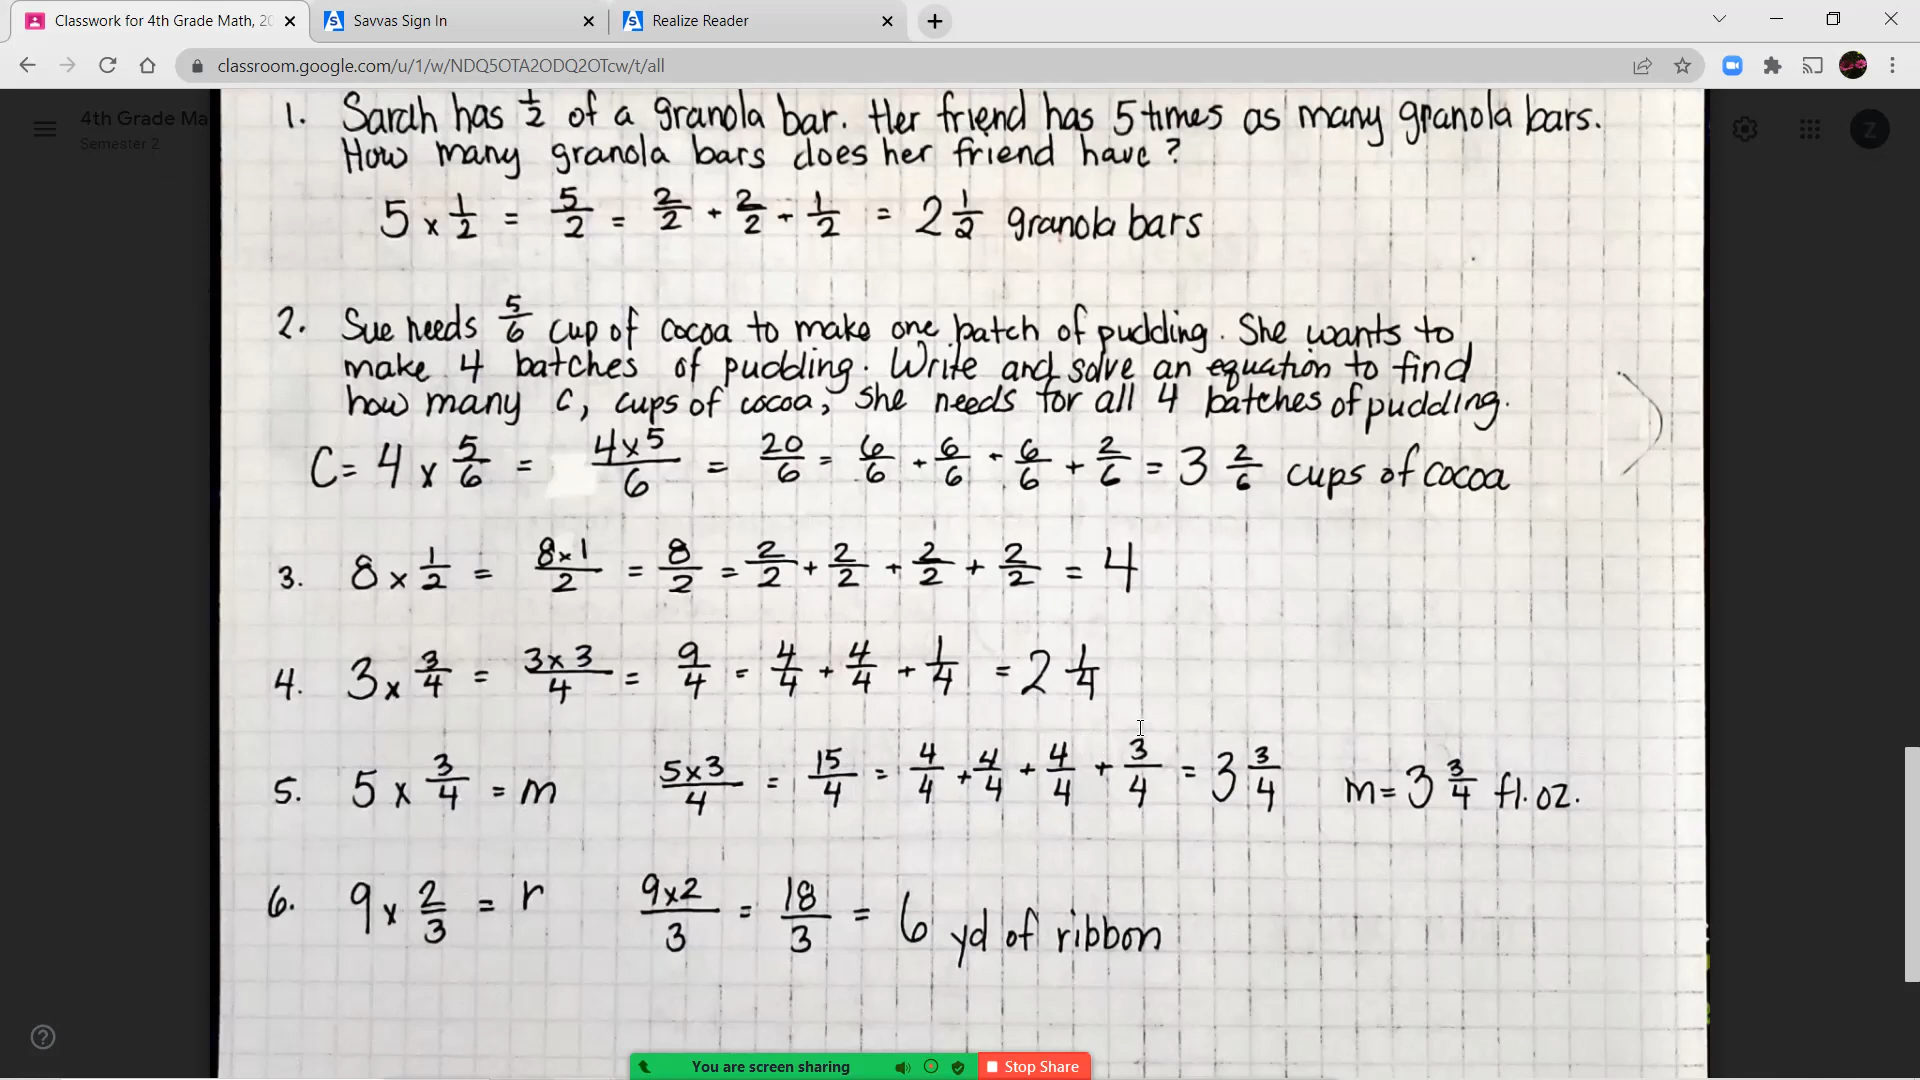 Classwork for 4th Grade Math, 20
Savvas Sign In
Realize Reader
classroom.google.com/u/1/w/NDQ5OTA2ODQ2OTcw/t/all
4th Grade Ma
Semester 2
Z
1. Sarah has 1/2 of a granola bar. Her friend has 5 times as many granola bars.
How many granola bars does her friend have?
5 × 1/2 = 5/2 = 2/2 + 2/2 + 1/2 = 2 1/2 granola bars
2. Sue needs 5/6 cup of cocoa to make one batch of pudding. She wants to
make 4 batches of pudding. Write and solve an equation to find
how many c, cups of cocoa, she needs for all 4 batches of pudding.
C = 4 × 5/6 = 4×5/6 = 20/6 = 6/6 + 6/6 + 6/6 + 2/6 = 3 2/6 cups of cocoa
3. 8 × 1/2 = 8×1/2 = 8/2 = 2/2 + 2/2 + 2/2 + 2/2 = 4
4. 3 × 3/4 = 3×3/4 = 9/4 = 4/4 + 4/4 + 1/4 = 2 1/4
5. 5 × 3/4 = m 5×3/4 = 15/4 = 4/4 + 4/4 + 4/4 + 3/4 = 3 3/4 m = 3 3/4 fl. oz.
6. 9 × 2/3 = r 9×2/3 = 18/3 = 6 yd of ribbon
You are screen sharing
Stop Share